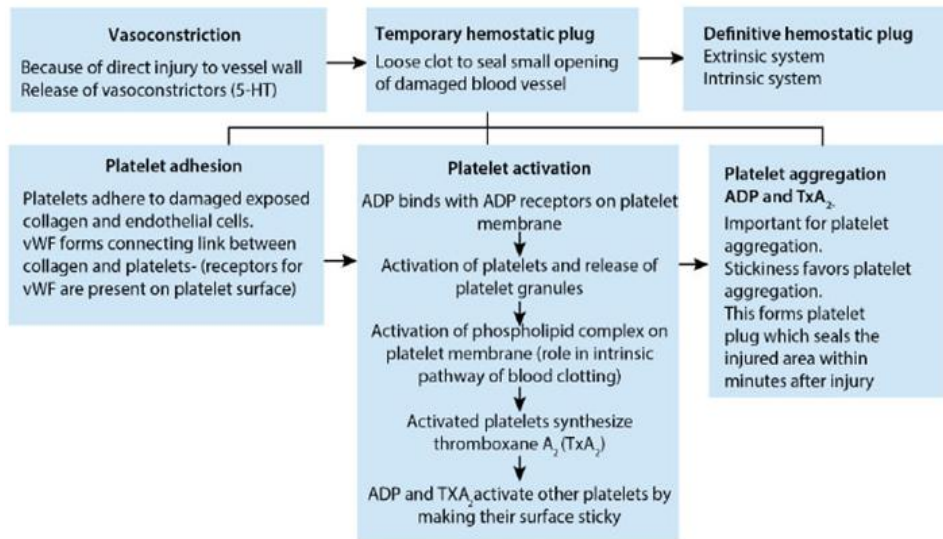 Vasoconstriction
Because of direct injury to vessel wall
Release of vasoconstrictors (5-HT)
Temporary hemostatic plug
Loose clot to seal small opening
of damaged blood vessel
Definitive hemostatic plug
Extrinsic system
Intrinsic system
Platelet adhesion
Platelets adhere to damaged exposed
collagen and endothelial cells.
vWF forms connecting link between
collagen and platelets- (receptors for
vWF are present on platelet surface)
Platelet activation
ADP binds with ADP receptors on platelet
membrane
Activation of platelets and release of
platelet granules
Activation of phospholipid complex on
platelet membrane (role in intrinsic
pathway of blood clotting)
Activated platelets synthesize
thromboxane A₂ (TxA₂)
ADP and TXA₂ activate other platelets by
making their surface sticky
Platelet aggregation
ADP and TxA₂-
Important for platelet
aggregation.
Stickiness favors platelet
aggregation.
This forms platelet
plug which seals the
injured area within
minutes after injury